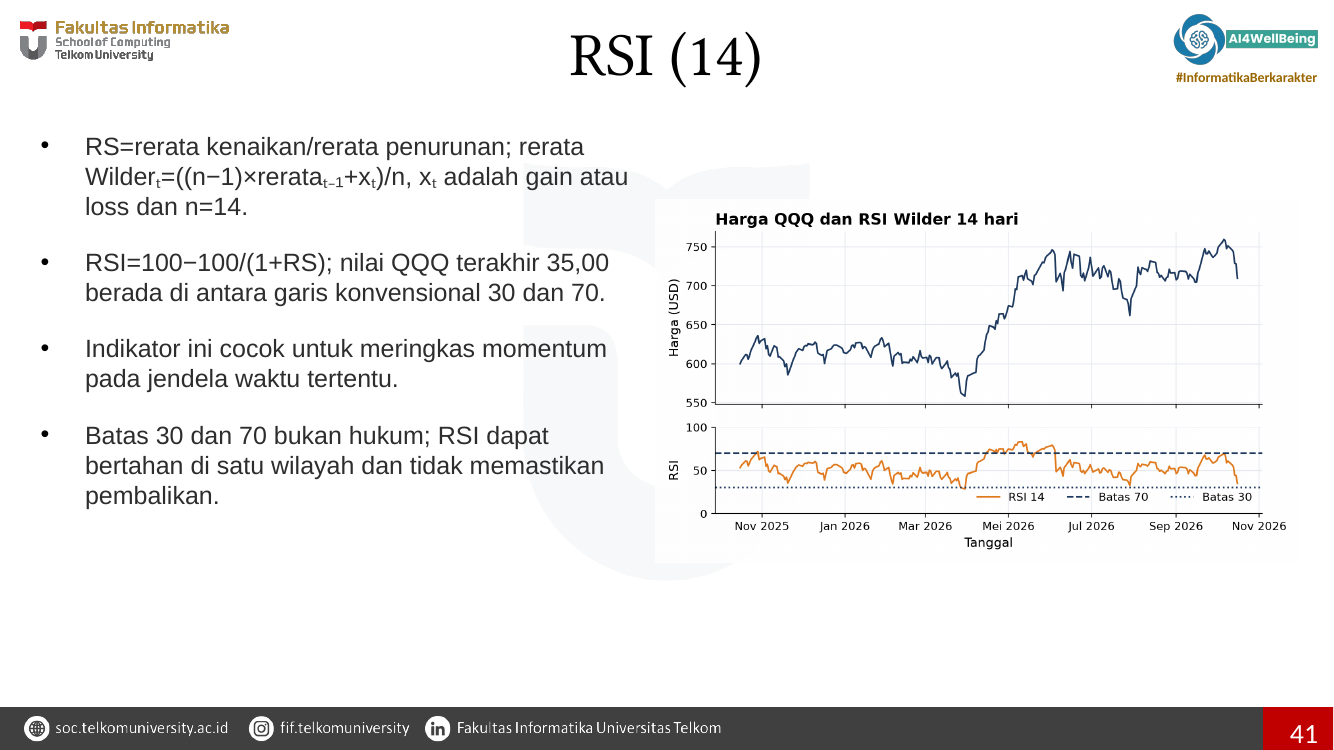 Fakultas Informatika
School of Computing
Telkom University
RSI (14)
AI4WellBeing
#InformatikaBerkarakter
• RS=rerata kenaikan/rerata penurunan; rerata
Wilderₜ=((n−1)×rerataₜ₋₁+xₜ)/n, xₜ adalah gain atau
loss dan n=14.
• RSI=100−100/(1+RS); nilai QQQ terakhir 35,00
berada di antara garis konvensional 30 dan 70.
• Indikator ini cocok untuk meringkas momentum
pada jendela waktu tertentu.
• Batas 30 dan 70 bukan hukum; RSI dapat
bertahan di satu wilayah dan tidak memastikan
pembalikan.
Harga QQQ dan RSI Wilder 14 hari
Harga (USD)
750
700
650
600
550
RSI
100
50
0
RSI 14 Batas 70 Batas 30
Nov 2025 Jan 2026 Mar 2026 Mei 2026 Jul 2026 Sep 2026 Nov 2026
Tanggal
soc.telkomuniversity.ac.id fif.telkomuniversity Fakultas Informatika Universitas Telkom
41